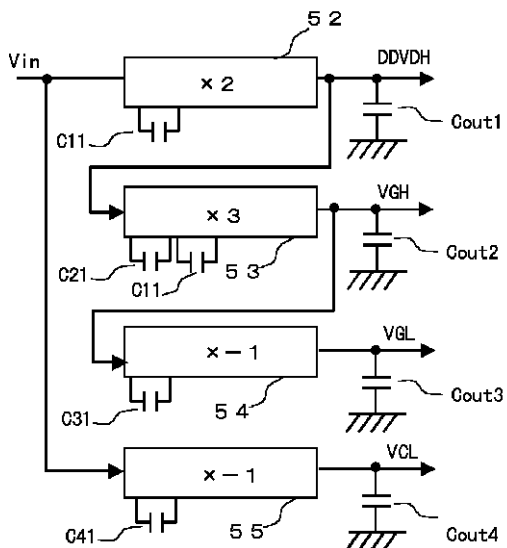 52
Vin
×2
DDVDH
C11
Cout1
×3
VGH
C21
C11
53
Cout2
×-1
VGL
C31
54
Cout3
×-1
VCL
C41
55
Cout4